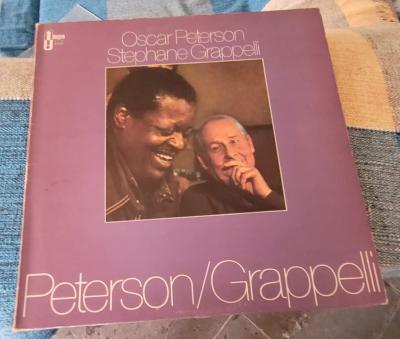 Oscar Peterson
Stephane Grappelli
Peterson/Grappelli